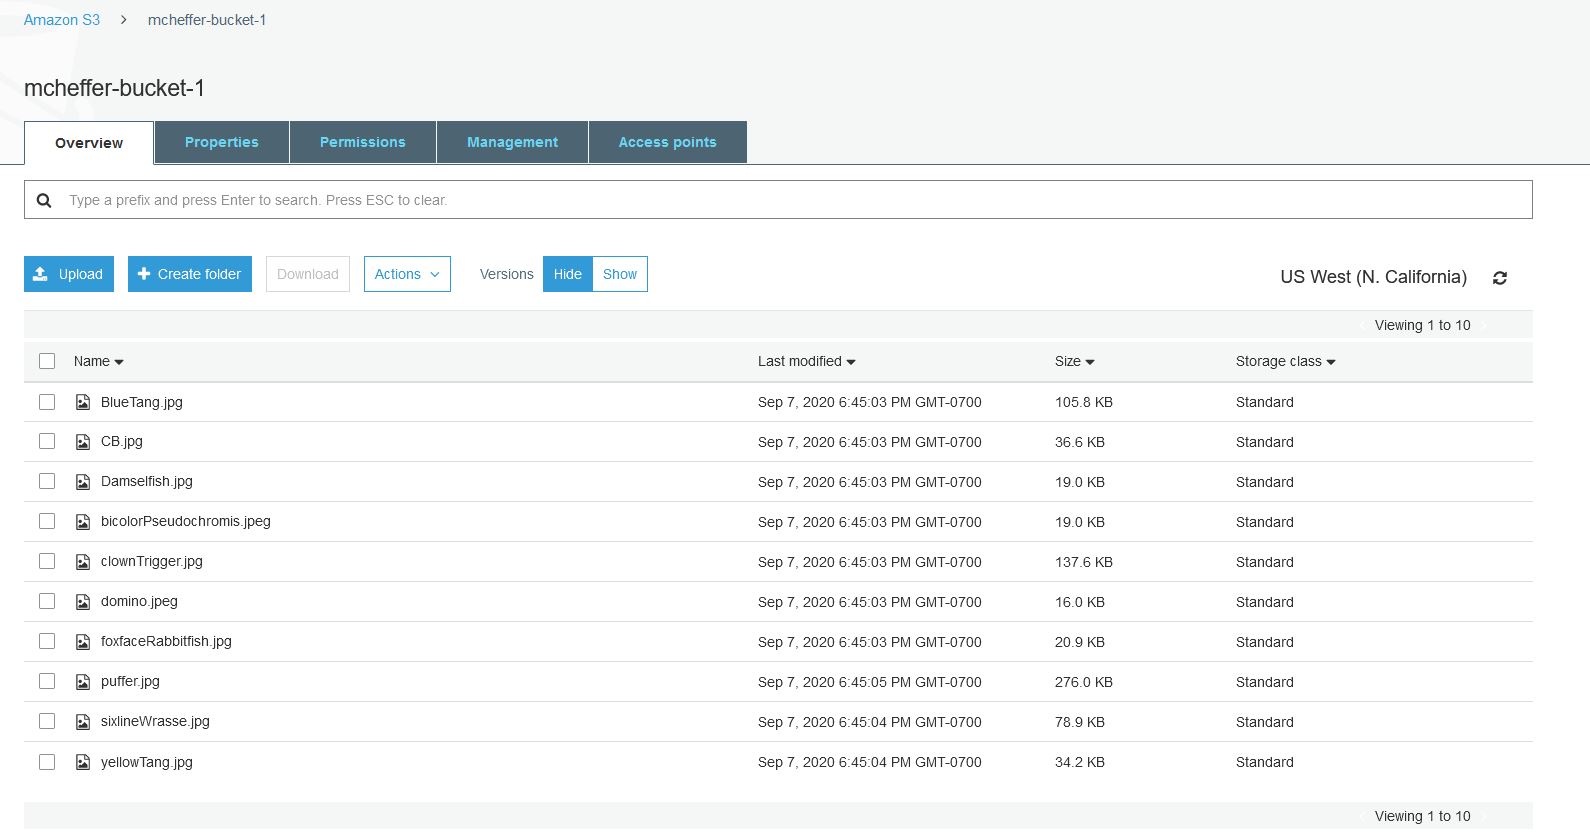 Amazon S3 > mcheffer-bucket-1
mcheffer-bucket-1
Overview Properties Permissions Management Access points
Type a prefix and press Enter to search. Press ESC to clear.
Upload + Create folder Download Actions Versions Hide Show US West (N. California)
Viewing 1 to 10
Name Last modified Size Storage class
BlueTang.jpg Sep 7, 2020 6:45:03 PM GMT-0700 105.8 KB Standard
CB.jpg Sep 7, 2020 6:45:03 PM GMT-0700 36.6 KB Standard
Damselfish.jpg Sep 7, 2020 6:45:03 PM GMT-0700 19.0 KB Standard
bicolorPseudochromis.jpeg Sep 7, 2020 6:45:03 PM GMT-0700 19.0 KB Standard
clownTrigger.jpg Sep 7, 2020 6:45:03 PM GMT-0700 137.6 KB Standard
domino.jpeg Sep 7, 2020 6:45:03 PM GMT-0700 16.0 KB Standard
foxfaceRabbitfish.jpg Sep 7, 2020 6:45:03 PM GMT-0700 20.9 KB Standard
puffer.jpg Sep 7, 2020 6:45:05 PM GMT-0700 276.0 KB Standard
sixlineWrasse.jpg Sep 7, 2020 6:45:04 PM GMT-0700 78.9 KB Standard
yellowTang.jpg Sep 7, 2020 6:45:04 PM GMT-0700 34.2 KB Standard
Viewing 1 to 10